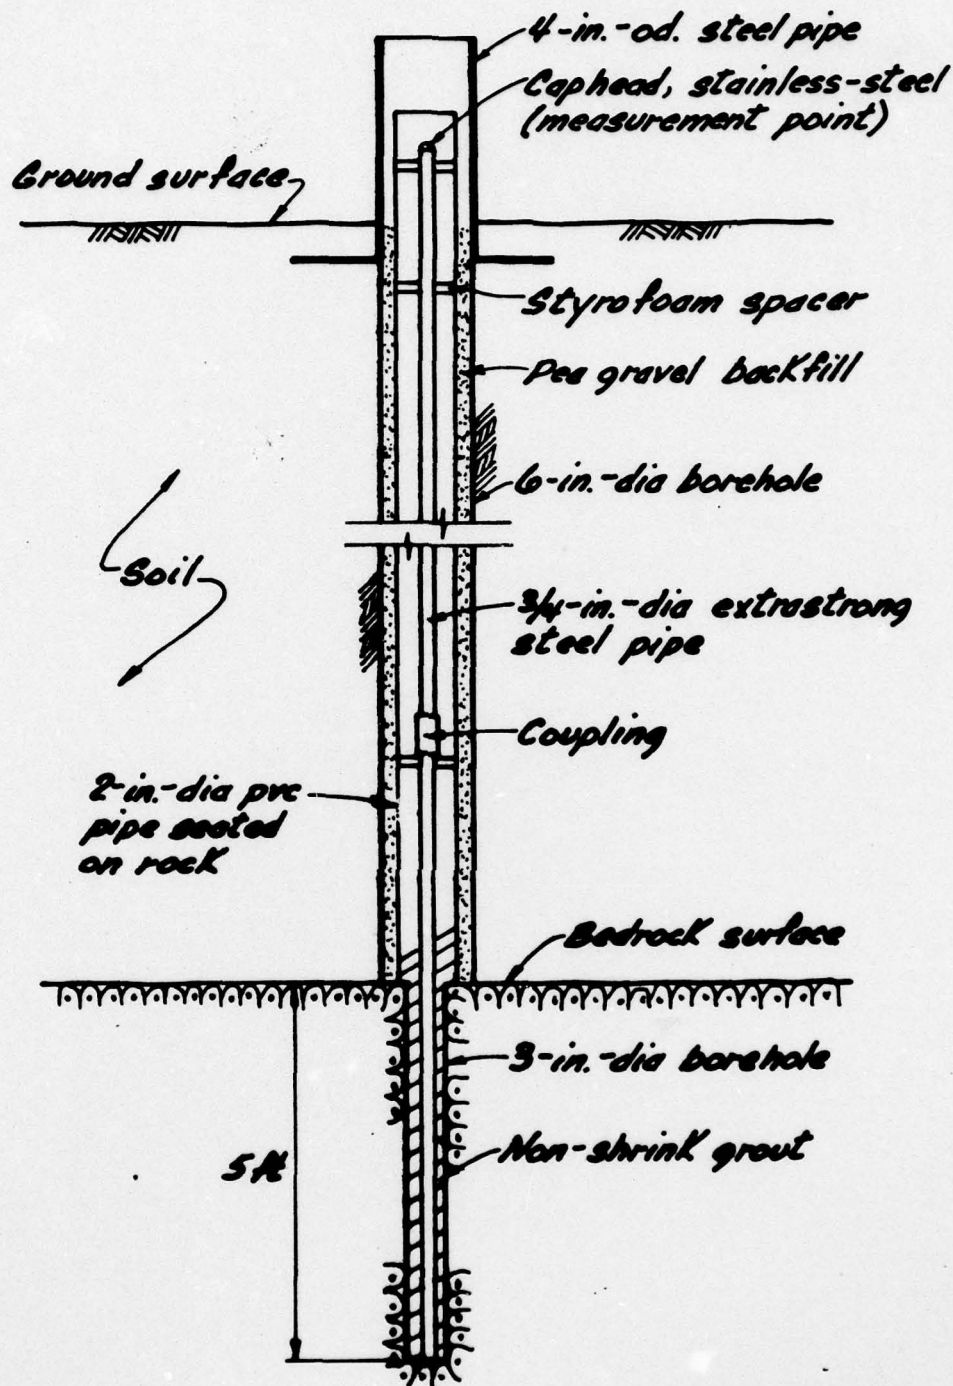 4-in.-od. steel pipe
Caphead, stainless-steel
(measurement point)
Ground surface
Styrofoam spacer
Pea gravel backfill
6-in.-dia borehole
Soil
3/4-in.-dia extrastrong
steel pipe
Coupling
2-in.-dia pvc
pipe seated
on rock
Bedrock surface
3-in.-dia borehole
Non-shrink grout
5 ft